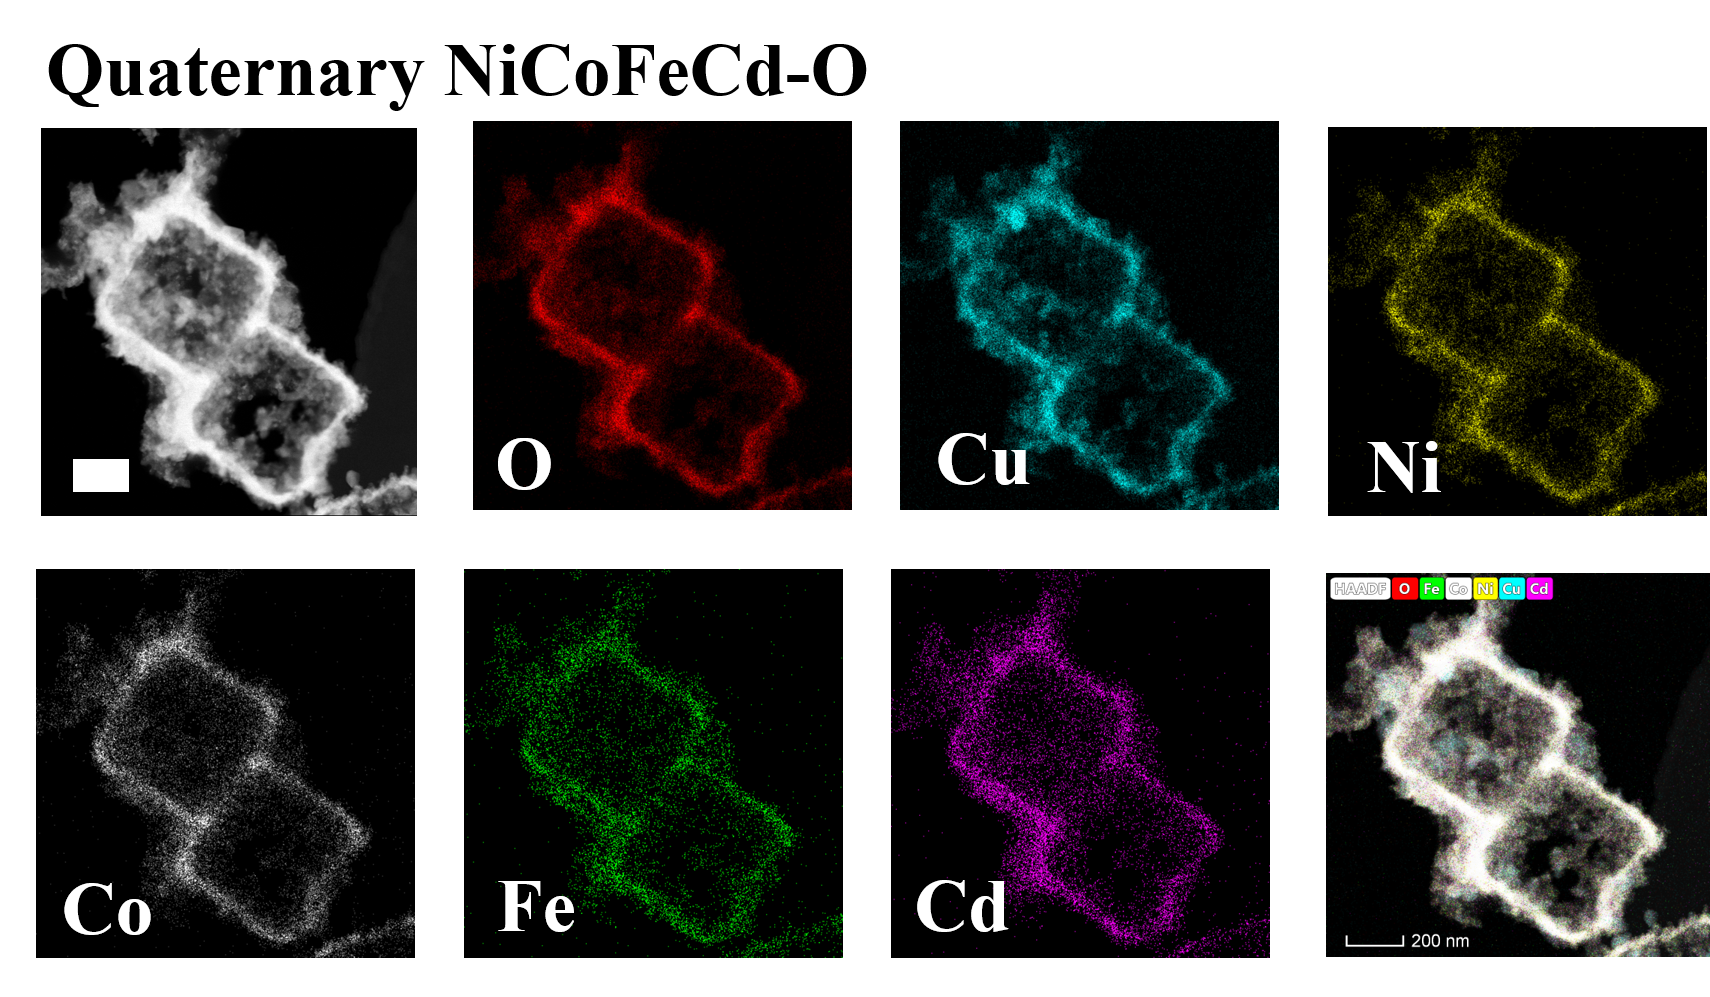 Quaternary NiCoFeCd-O
O
Cu
Ni
Co
Fe
Cd
HAADF O Fe Co Ni Cu Cd
200 nm